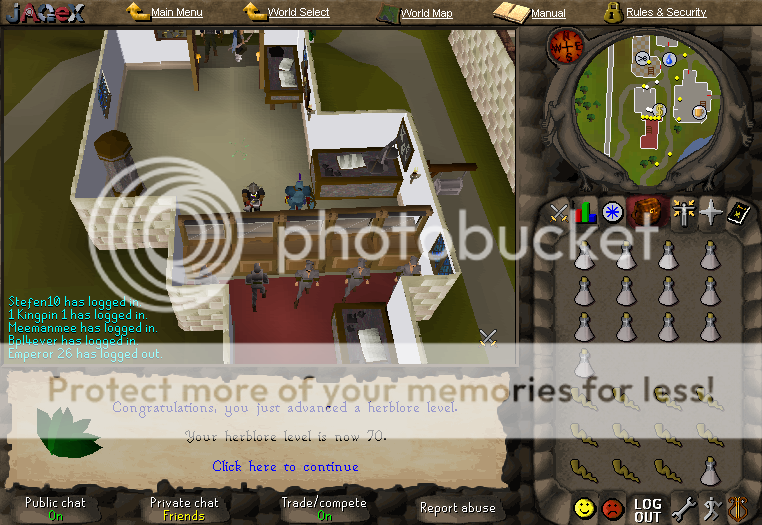 JAGeX
Main Menu
World Select
World Map
Manual
Rules & Security
photobucket
Stefen10 has logged in.
1 Kingpin 1 has logged in.
Meemanmee has logged in.
Bpl4ever has logged in.
Emperor 26 has logged out.
Protect more of your memories for less!
Congratulations, you just advanced a herblore level.
Your herblore level is now 70.
Click here to continue
Public chat
On
Private chat
Friends
Trade/compete
On
Report abuse
LOG
OUT